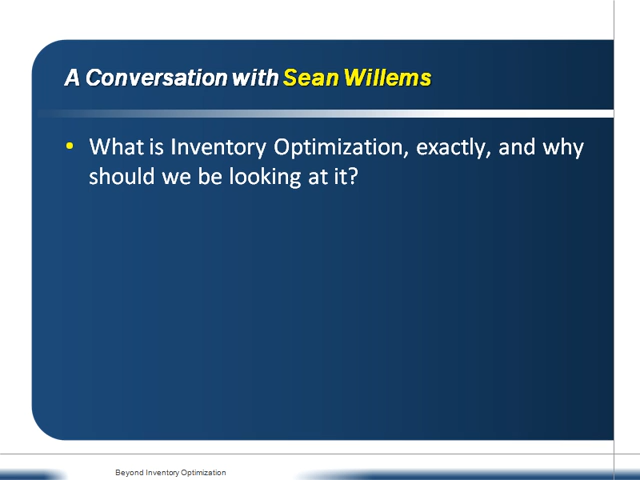 A Conversation with Sean Willems
• What is Inventory Optimization, exactly, and why
should we be looking at it?
Beyond Inventory Optimization